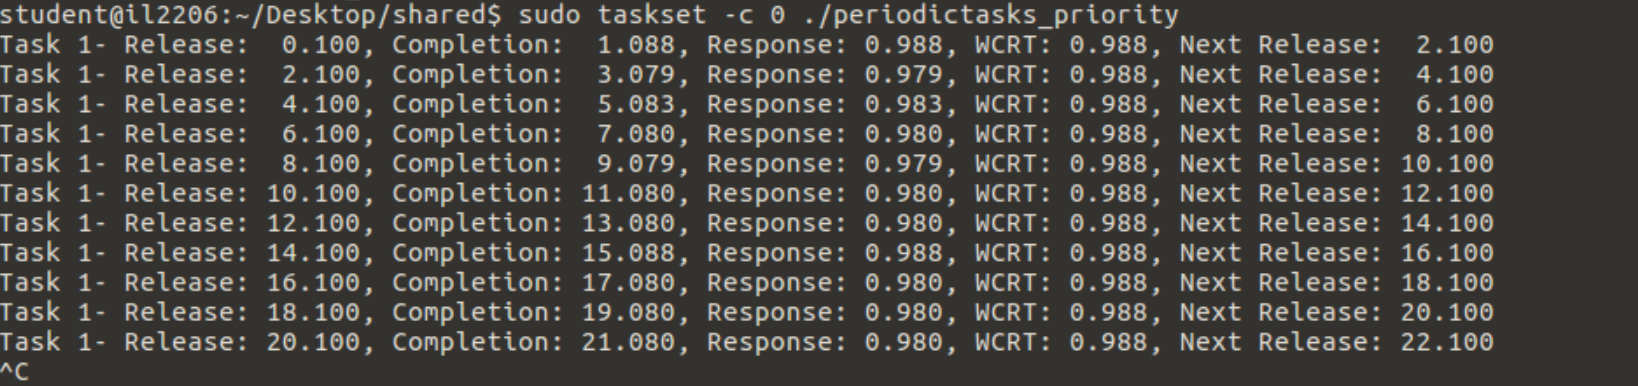 student@il2206:~/Desktop/shared$ sudo taskset -c 0 ./periodictasks_priority
Task 1- Release:  0.100, Completion:  1.088, Response: 0.988, WCRT: 0.988, Next Release:  2.100
Task 1- Release:  2.100, Completion:  3.079, Response: 0.979, WCRT: 0.988, Next Release:  4.100
Task 1- Release:  4.100, Completion:  5.083, Response: 0.983, WCRT: 0.988, Next Release:  6.100
Task 1- Release:  6.100, Completion:  7.080, Response: 0.980, WCRT: 0.988, Next Release:  8.100
Task 1- Release:  8.100, Completion:  9.079, Response: 0.979, WCRT: 0.988, Next Release: 10.100
Task 1- Release: 10.100, Completion: 11.080, Response: 0.980, WCRT: 0.988, Next Release: 12.100
Task 1- Release: 12.100, Completion: 13.080, Response: 0.980, WCRT: 0.988, Next Release: 14.100
Task 1- Release: 14.100, Completion: 15.088, Response: 0.988, WCRT: 0.988, Next Release: 16.100
Task 1- Release: 16.100, Completion: 17.080, Response: 0.980, WCRT: 0.988, Next Release: 18.100
Task 1- Release: 18.100, Completion: 19.080, Response: 0.980, WCRT: 0.988, Next Release: 20.100
Task 1- Release: 20.100, Completion: 21.080, Response: 0.980, WCRT: 0.988, Next Release: 22.100
^C